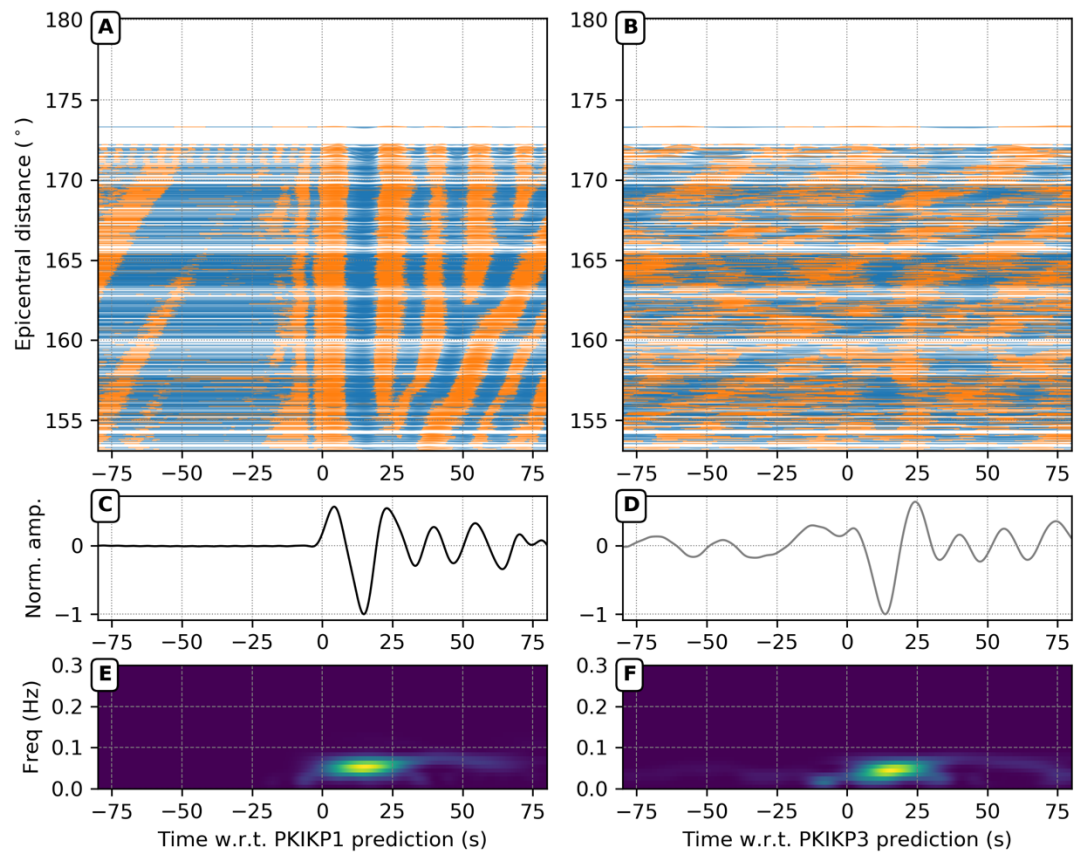 A
B
180
175
170
165
160
155
Epicentral distance (°)
−75 −50 −25 0 25 50 75
180
175
170
165
160
155
−75 −50 −25 0 25 50 75
C
D
Norm. amp.
0
−1
−75 −50 −25 0 25 50 75
0
−1
−75 −50 −25 0 25 50 75
E
F
Freq (Hz)
0.3
0.2
0.1
0.0
−75 −50 −25 0 25 50 75
Time w.r.t. PKIKP1 prediction (s)
0.3
0.2
0.1
0.0
−75 −50 −25 0 25 50 75
Time w.r.t. PKIKP3 prediction (s)